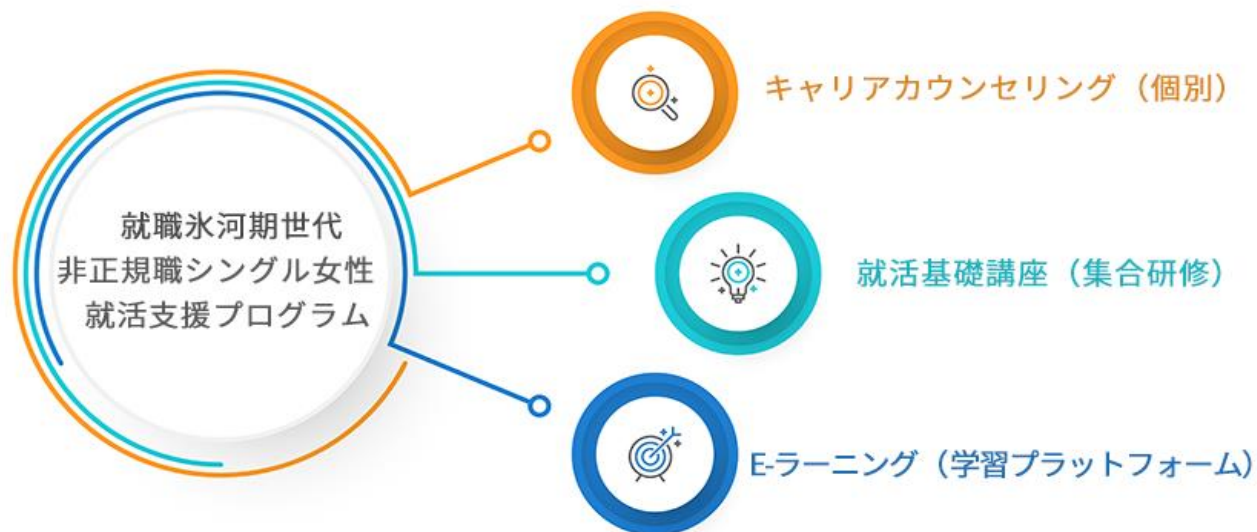 就職氷河期世代
非正規職シングル女性
就活支援プログラム
キャリアカウンセリング（個別）
就活基礎講座（集合研修）
E-ラーニング（学習プラットフォーム）